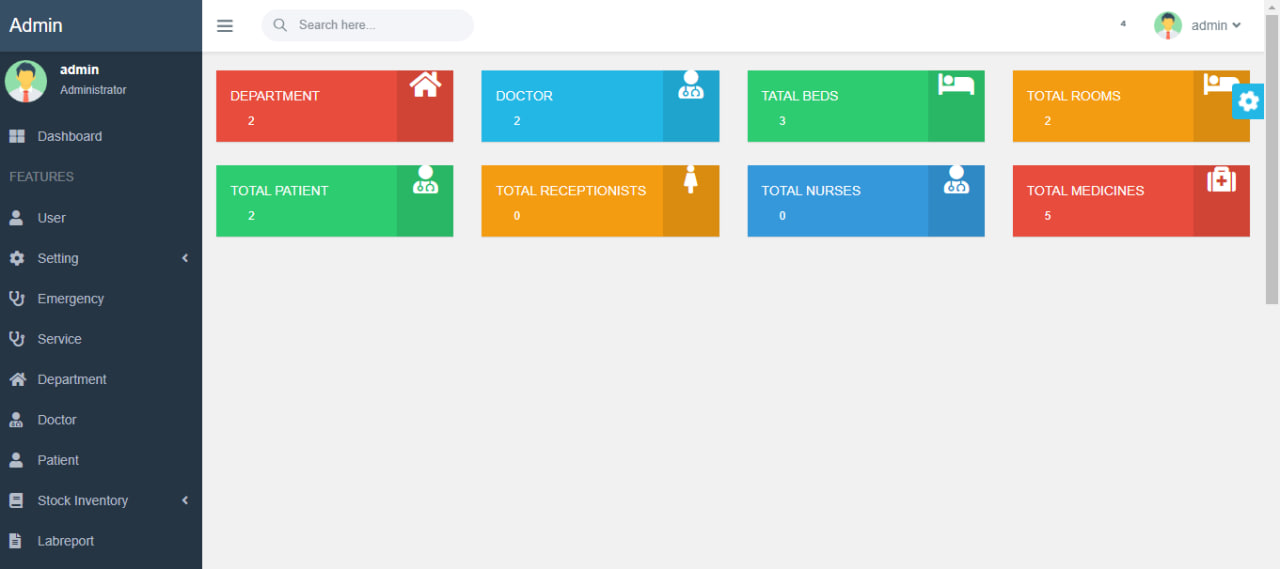 Admin
Search here...
4
admin
admin
Administrator
Dashboard
FEATURES
User
Setting
Emergency
Service
Department
Doctor
Patient
Stock Inventory
Labreport
DEPARTMENT
2
DOCTOR
2
TATAL BEDS
3
TOTAL ROOMS
2
TOTAL PATIENT
2
TOTAL RECEPTIONISTS
0
TOTAL NURSES
0
TOTAL MEDICINES
5